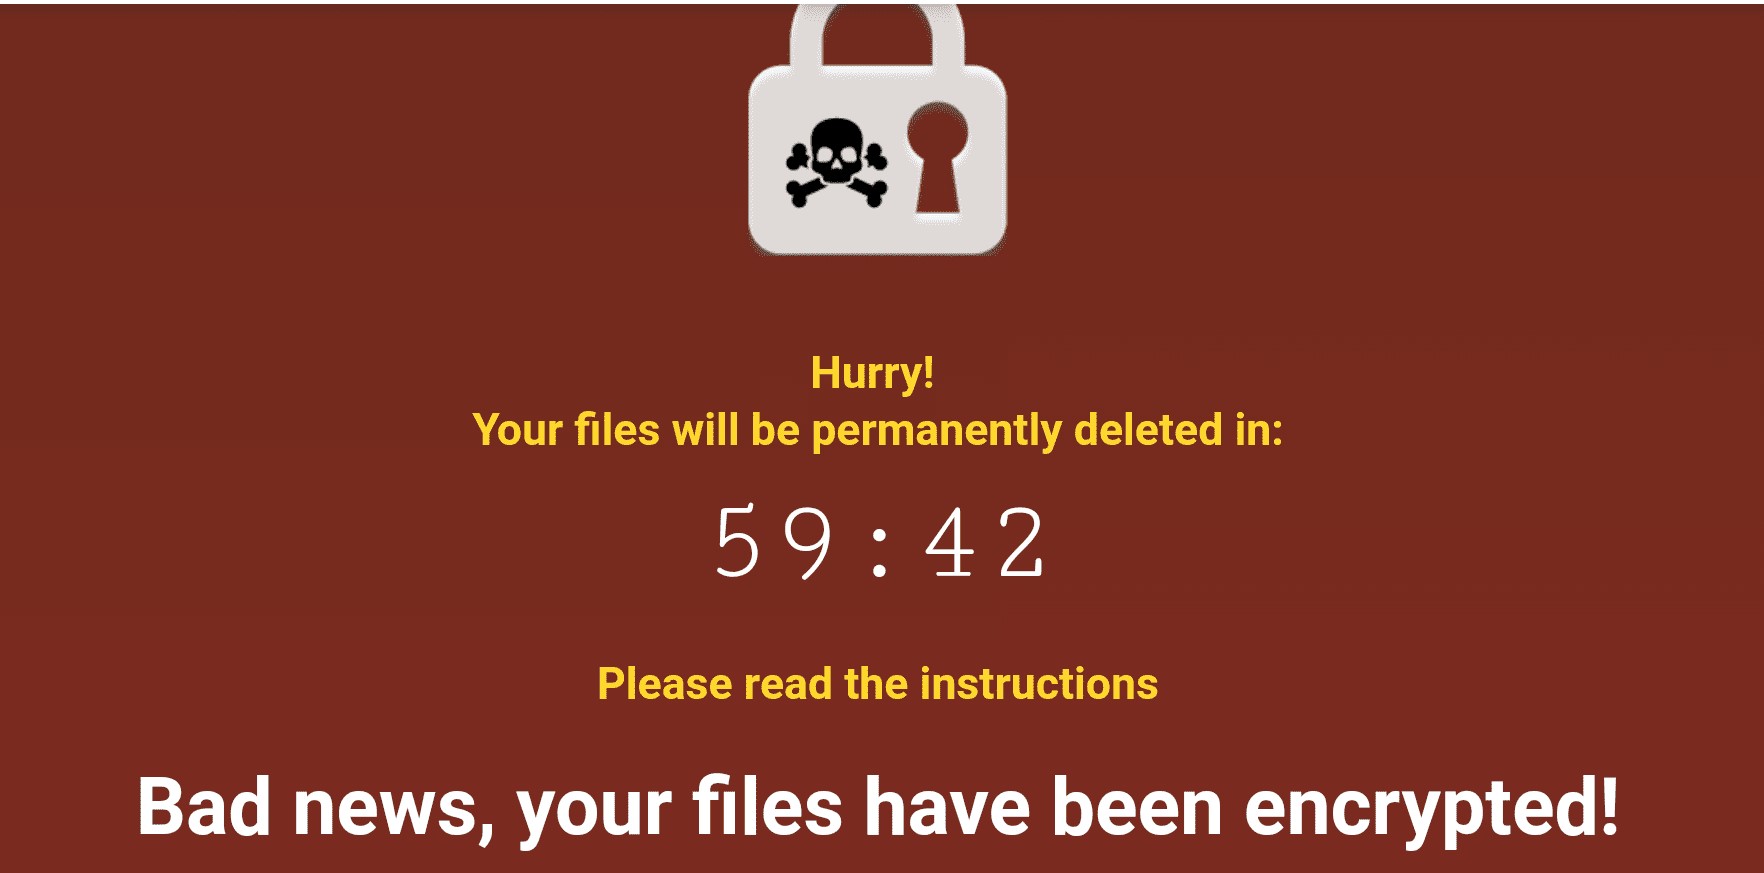 Hurry!
Your files will be permanently deleted in:
59:42
Please read the instructions
Bad news, your files have been encrypted!